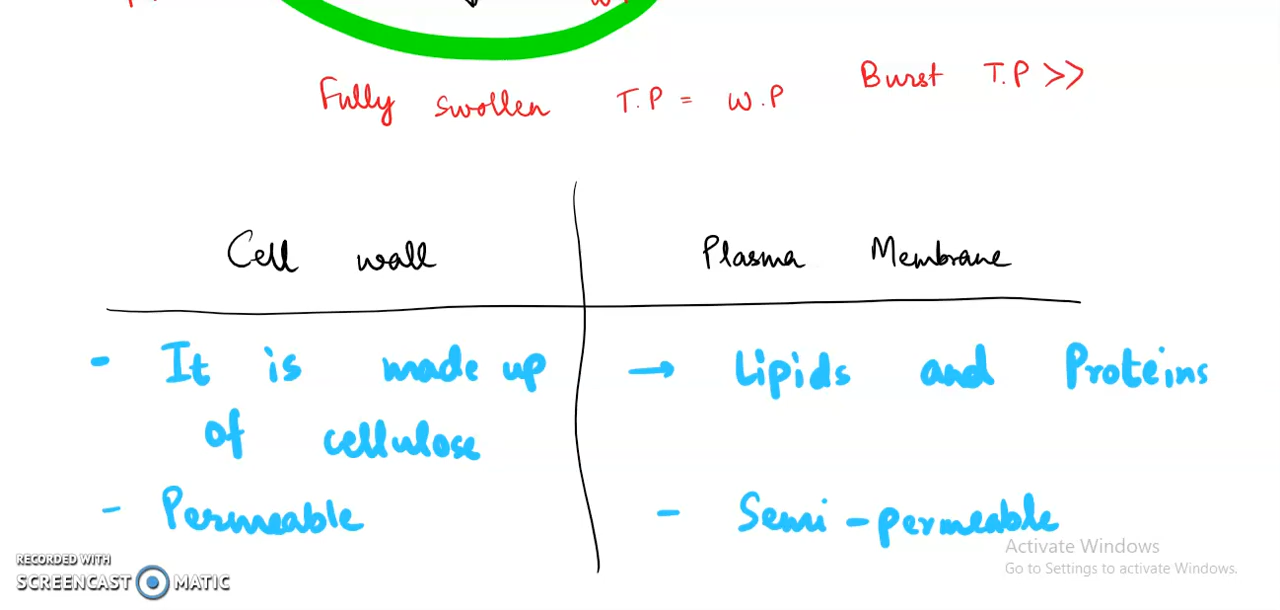 Fully swollen T.P = W.P
Burst T.P >>
Cell wall
Plasma Membrane
- It is made up
of cellulose
- Permeable
→ Lipids and Proteins
- Semi-permeable
Activate Windows
Go to Settings to activate Windows.
RECORDED WITH
SCREENCAST MATIC